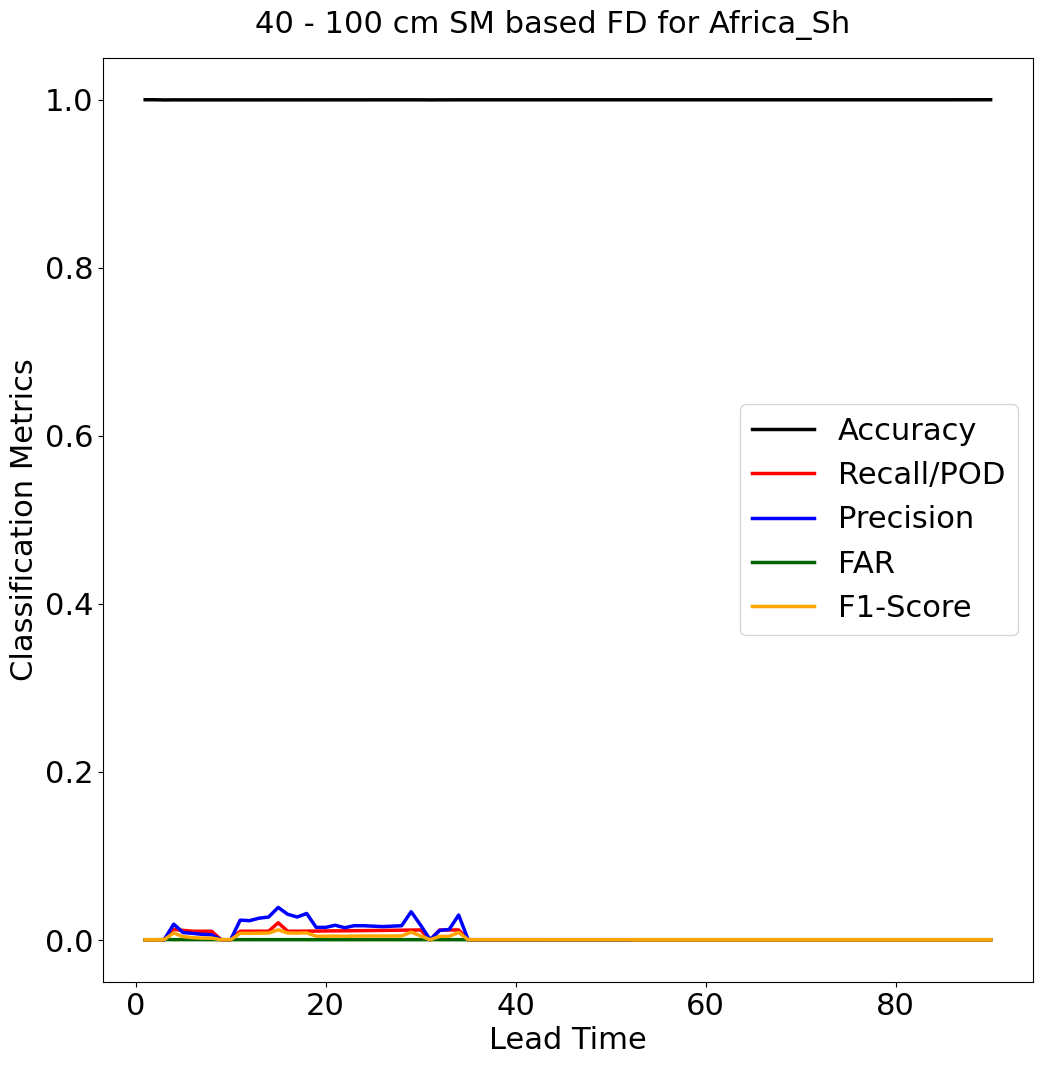 40 - 100 cm SM based FD for Africa_Sh
1.0
0.8
0.6
0.4
0.2
0.0
Classification Metrics
Accuracy
Recall/POD
Precision
FAR
F1-Score
0 20 40 60 80
Lead Time